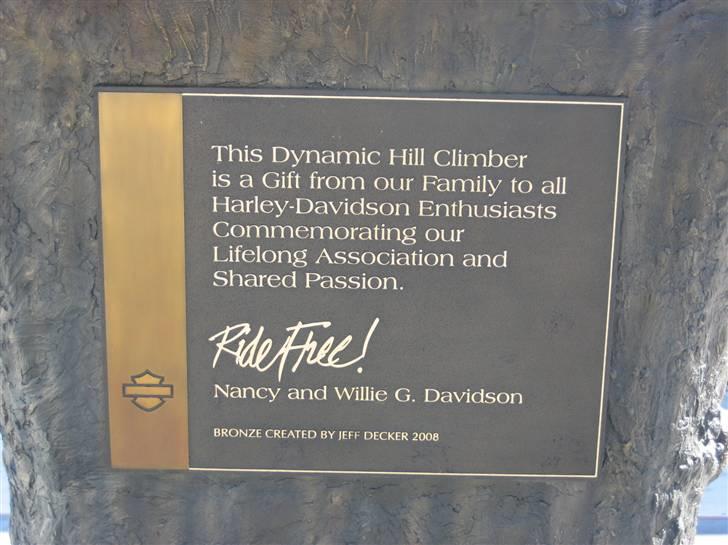 This Dynamic Hill Climber
is a Gift from our Family to all
Harley-Davidson Enthusiasts
Commemorating our
Lifelong Association and
Shared Passion.
Ride Free!
Nancy and Willie G. Davidson
BRONZE CREATED BY JEFF DECKER 2008